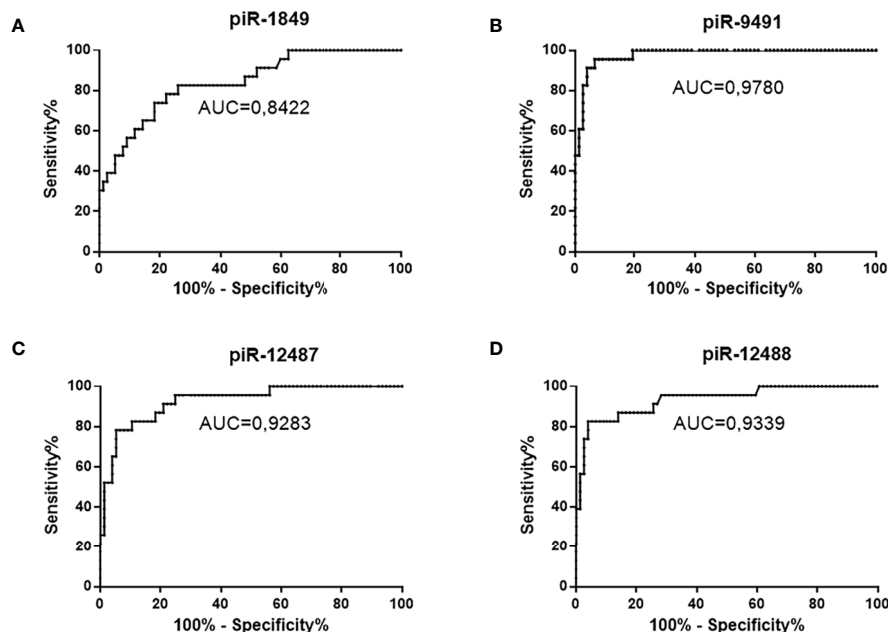 A
piR-1849
100
80
60
40
20
0
Sensitivity%
AUC=0,8422
0 20 40 60 80 100
100% - Specificity%
B
piR-9491
100
80
60
40
20
0
Sensitivity%
AUC=0,9780
0 20 40 60 80 100
100% - Specificity%
C
piR-12487
100
80
60
40
20
0
Sensitivity%
AUC=0,9283
0 20 40 60 80 100
100% - Specificity%
D
piR-12488
100
80
60
40
20
0
Sensitivity%
AUC=0,9339
0 20 40 60 80 100
100% - Specificity%